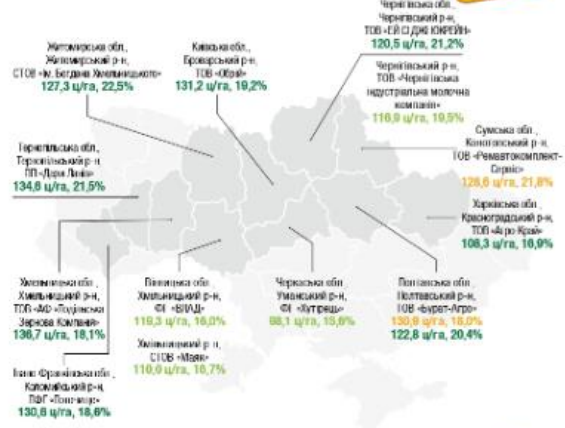 Чернігівська обл.,
Чернігівський р-н,
ТОВ «ЕЙ СІ ДЖІ ЮКРЕЙН»
120,5 ц/га, 21,2%
Чернігівський р-н,
ТОВ «Чернігівська
індустріальна молочна
компанія»
116,9 ц/га, 19,5%
Житомирська обл.,
Житомирський р-н,
СТОВ «Ім. Богдана Хмельницького»
127,3 ц/га, 22,5%
Київська обл.,
Броварський р-н,
ТОВ «Обрій»
131,2 ц/га, 19,2%
Сумська обл.,
Конотопський р-н,
ТОВ «Ремавтокомплект-
Сервіс»
128,6 ц/га, 21,8%
Тернопільська обл.,
Тернопільський р-н,
ПП «Дари Ланів»
134,6 ц/га, 21,5%
Харківська обл.,
Красноградський р-н,
ТОВ «Агро Край»
108,3 ц/га, 16,9%
Хмельницька обл.,
Хмельницький р-н,
ТОВ «АФ «Подільська
Зернова Компанія»
136,7 ц/га, 18,1%
Вінницька обл.,
Хмільницький р-н,
ФГ «ВЛАД»
119,3 ц/га, 16,0%
Хмільницький р-н,
СТОВ «Маяк»
110,0 ц/га, 16,7%
Черкаська обл.,
Уманський р-н,
ФГ «Хутірець»
98,1 ц/га, 15,6%
Полтавська обл.,
Полтавський р-н,
ТОВ «Бурат-Агро»
130,9 ц/га, 18,0%
122,8 ц/га, 20,4%
Івано-Франківська обл.,
Коломийський р-н,
ПФГ
130,6 ц/га, 18,6%